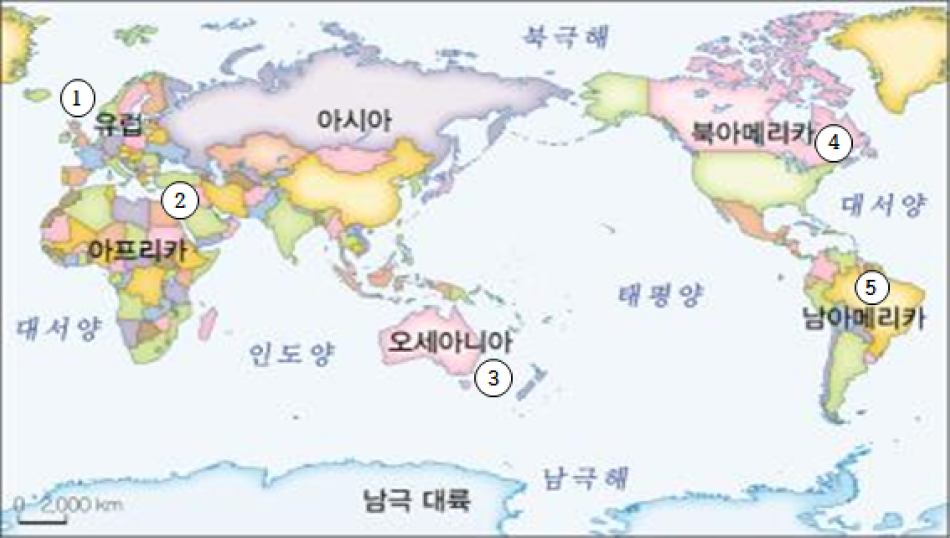 북극해
①
유럽
아시아
북아메리카
④
②
대서양
아프리카
⑤
태평양
남아메리카
대서양
인도양
오세아니아
③
남극해
남극 대륙
0 2,000 km